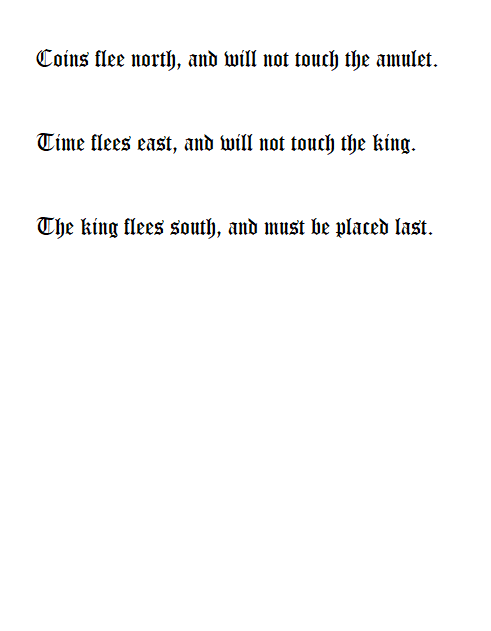 Coins flee north, and will not touch the amulet.
Time flees east, and will not touch the king.
The king flees south, and must be placed last.